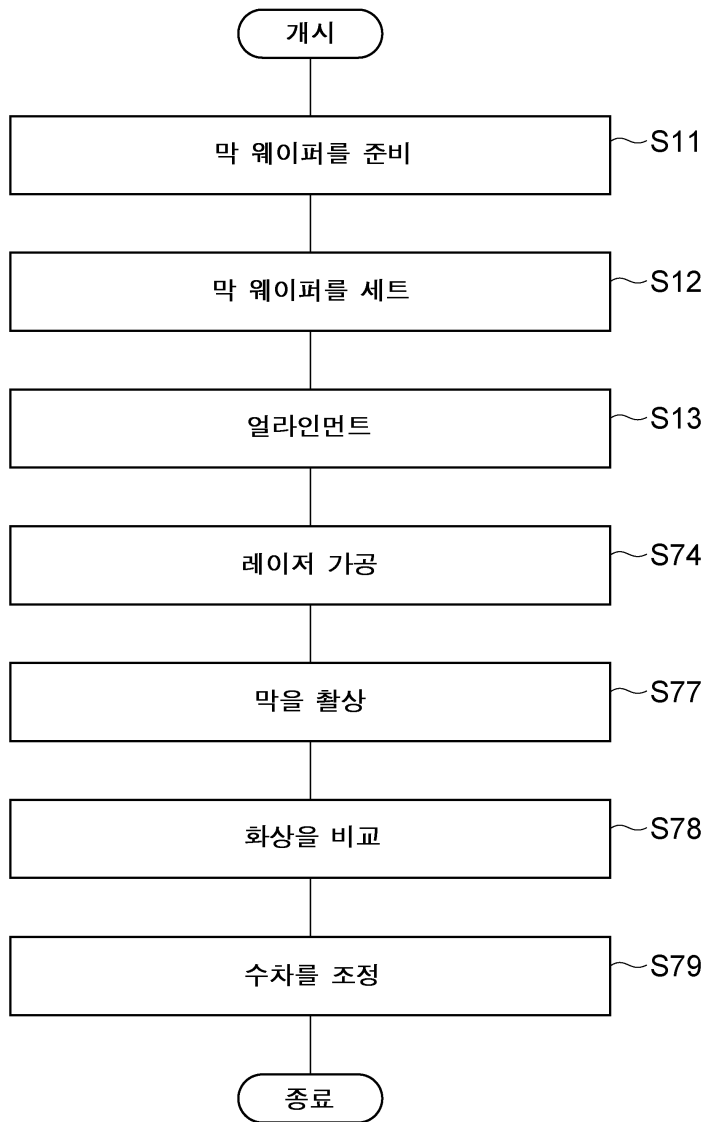 개시
막 웨이퍼를 준비
S11
막 웨이퍼를 세트
S12
얼라인먼트
S13
레이저 가공
S74
막을 촬상
S77
화상을 비교
S78
수차를 조정
S79
종료